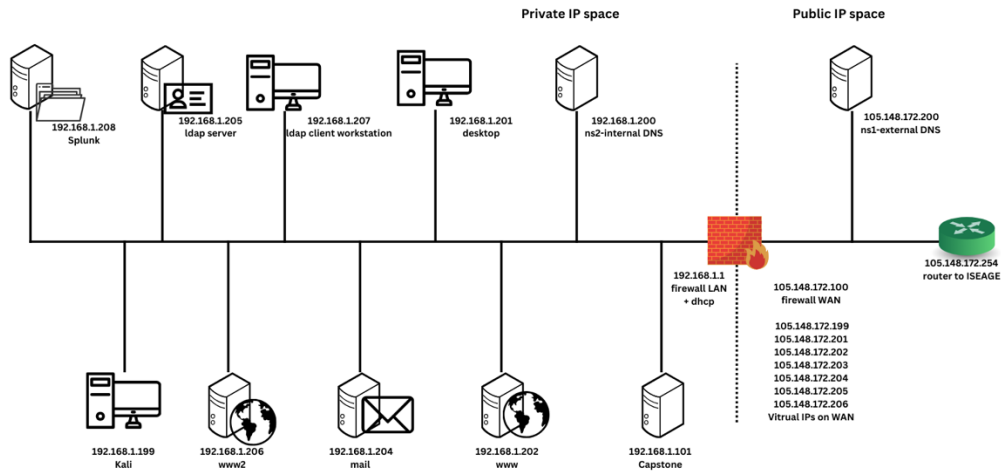 Private IP space
Public IP space
192.168.1.208
Splunk
192.168.1.205
ldap server
192.168.1.207
ldap client workstation
192.168.1.201
desktop
192.168.1.200
ns2-internal DNS
105.148.172.200
ns1-external DNS
192.168.1.1
firewall LAN
+ dhcp
105.148.172.254
router to ISEAGE
105.148.172.100
firewall WAN
105.148.172.199
105.148.172.201
105.148.172.202
105.148.172.203
105.148.172.204
105.148.172.205
105.148.172.206
Vitrual IPs on WAN
192.168.1.199
Kali
192.168.1.206
www2
192.168.1.204
mail
192.168.1.202
www
192.168.1.101
Capstone